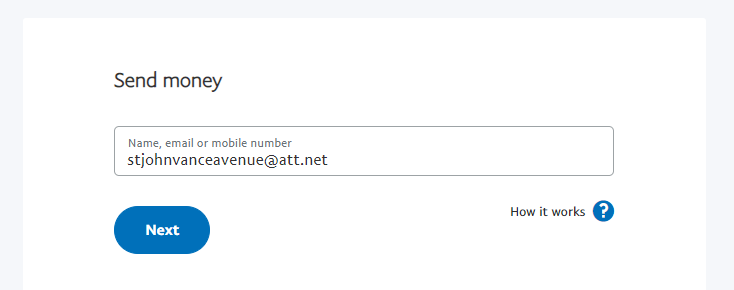 Send money
Name, email or mobile number
stjohnvanceavenue@att.net
How it works ?
Next